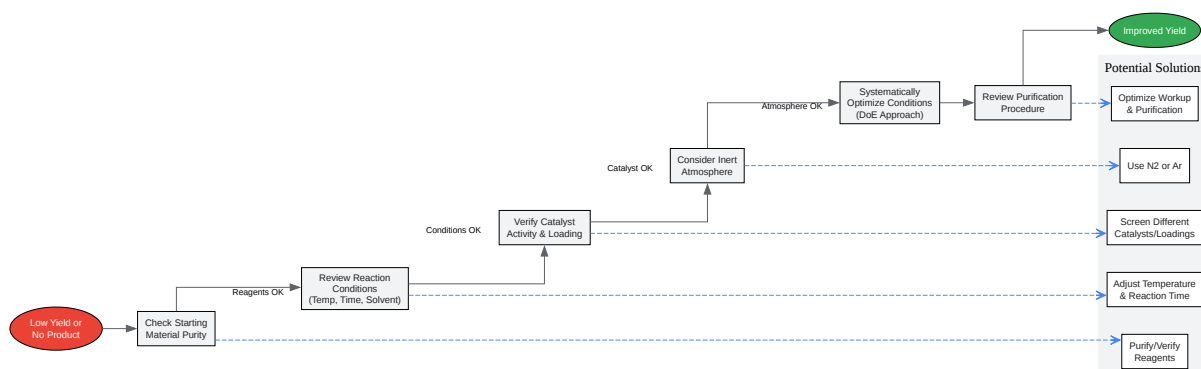 Improved Yield
Potential Solutions
Systematically
Optimize Conditions
(DoE Approach)
Review Purification
Procedure
Optimize Workup
& Purification
Atmosphere OK
Consider Inert
Atmosphere
Use N2 or Ar
Catalyst OK
Verify Catalyst
Activity & Loading
Screen Different
Catalysts/Loadings
Conditions OK
Review Reaction
Conditions
(Temp, Time, Solvent)
Adjust Temperature
& Reaction Time
Reagents OK
Low Yield or
No Product
Check Starting
Material Purity
Purify/Verify
Reagents